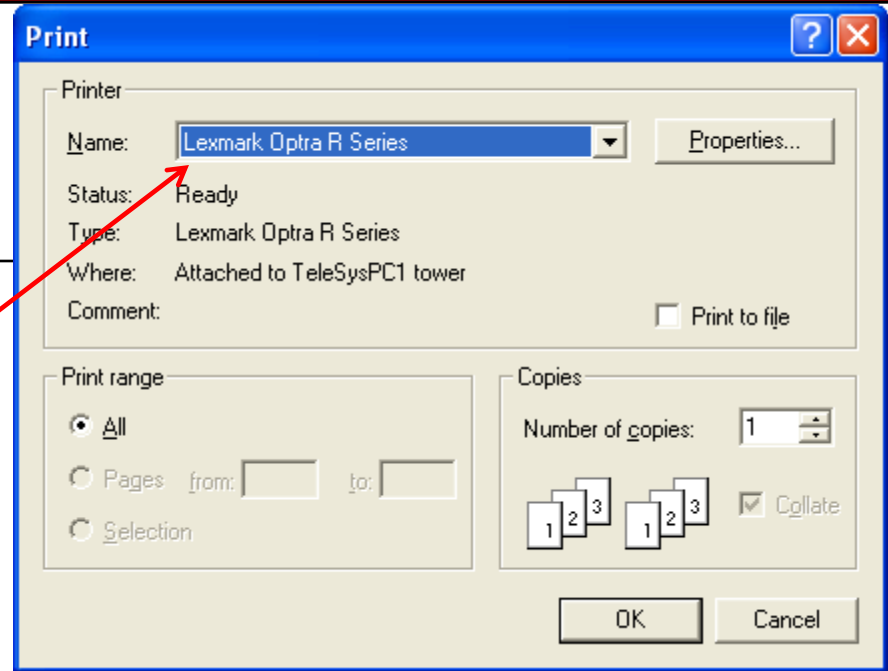 Print
Printer
Name: Lexmark Optra R Series Properties...
Status: Ready
Type: Lexmark Optra R Series
Where: Attached to TeleSysPC1 tower
Comment: Print to file
Print range
All
Pages from: to:
Selection
Copies
Number of copies: 1
1 2 3 1 2 3 Collate
OK Cancel